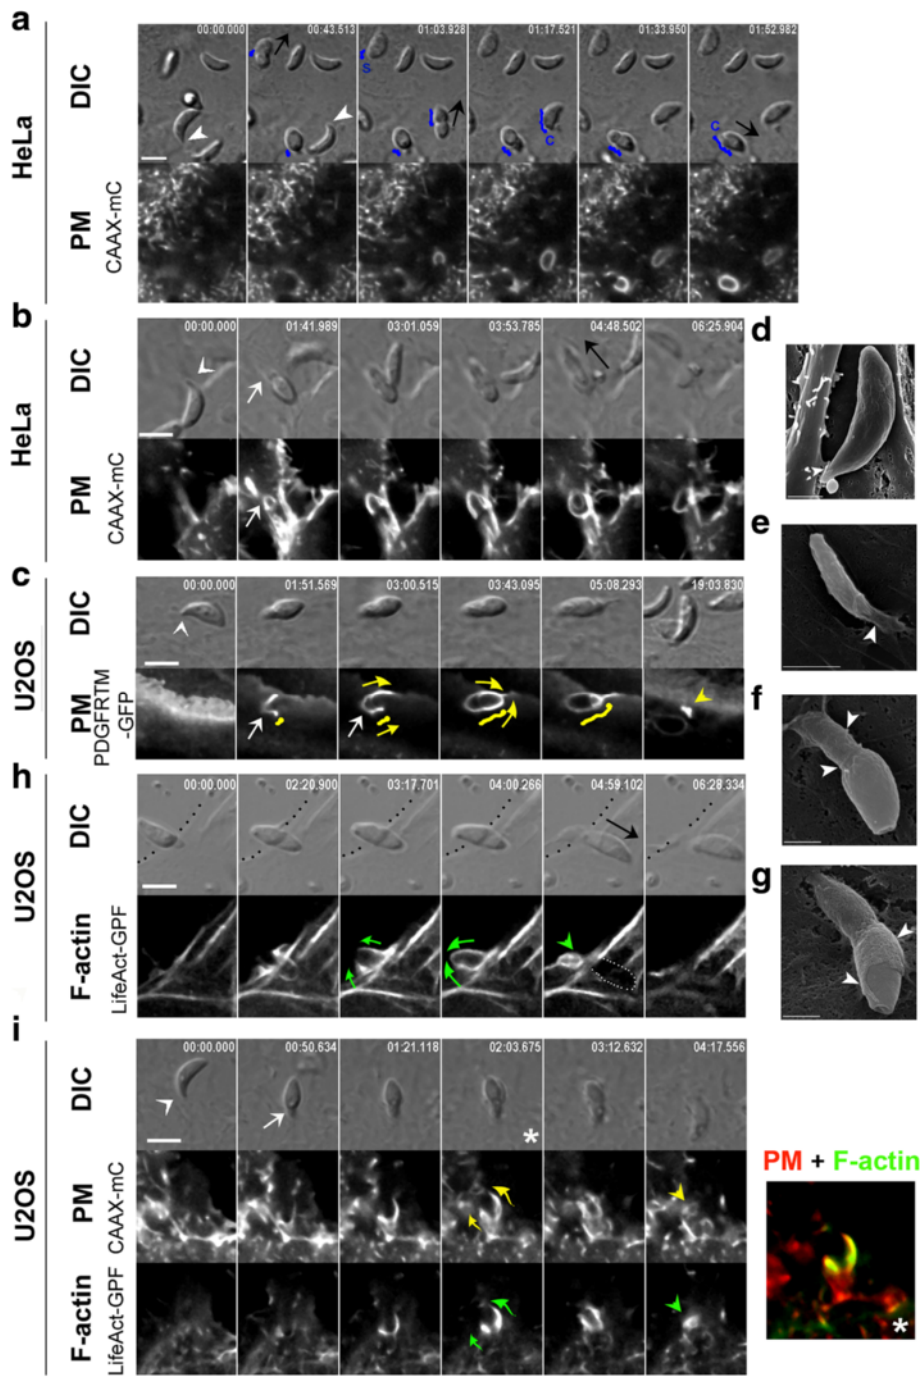 a
HeLa
DIC
00:00.000 00:43.513 01:03.928 01:17.521 01:33.950 01:52.982
S
C
C
PM
CAAX-mC
b
HeLa
DIC
00:00.000 01:41.989 03:01.059 03:53.785 04:48.502 06:25.904
PM
CAAX-mC
d
e
c
U2OS
DIC
00:00.000 01:51.569 03:00.515 03:43.095 05:08.293 19:03.830
PM
PDGFRTM
-GFP
f
h
U2OS
DIC
00:00.000 02:20.900 03:17.701 04:00.266 04:59.102 06:28.334
F-actin
LifeAct-GPF
g
i
U2OS
DIC
00:00.000 00:50.634 01:21.118 02:03.675 03:12.632 04:17.556
*
PM
CAAX-mC
F-actin
LifeAct-GPF
PM + F-actin
*